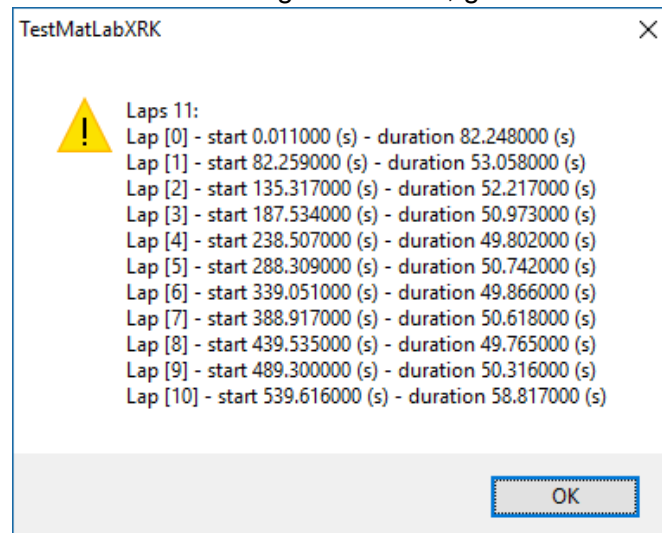 TestMatLabXRK
Laps 11:
Lap [0] - start 0.011000 (s) - duration 82.248000 (s)
Lap [1] - start 82.259000 (s) - duration 53.058000 (s)
Lap [2] - start 135.317000 (s) - duration 52.217000 (s)
Lap [3] - start 187.534000 (s) - duration 50.973000 (s)
Lap [4] - start 238.507000 (s) - duration 49.802000 (s)
Lap [5] - start 288.309000 (s) - duration 50.742000 (s)
Lap [6] - start 339.051000 (s) - duration 49.866000 (s)
Lap [7] - start 388.917000 (s) - duration 50.618000 (s)
Lap [8] - start 439.535000 (s) - duration 49.765000 (s)
Lap [9] - start 489.300000 (s) - duration 50.316000 (s)
Lap [10] - start 539.616000 (s) - duration 58.817000 (s)
OK